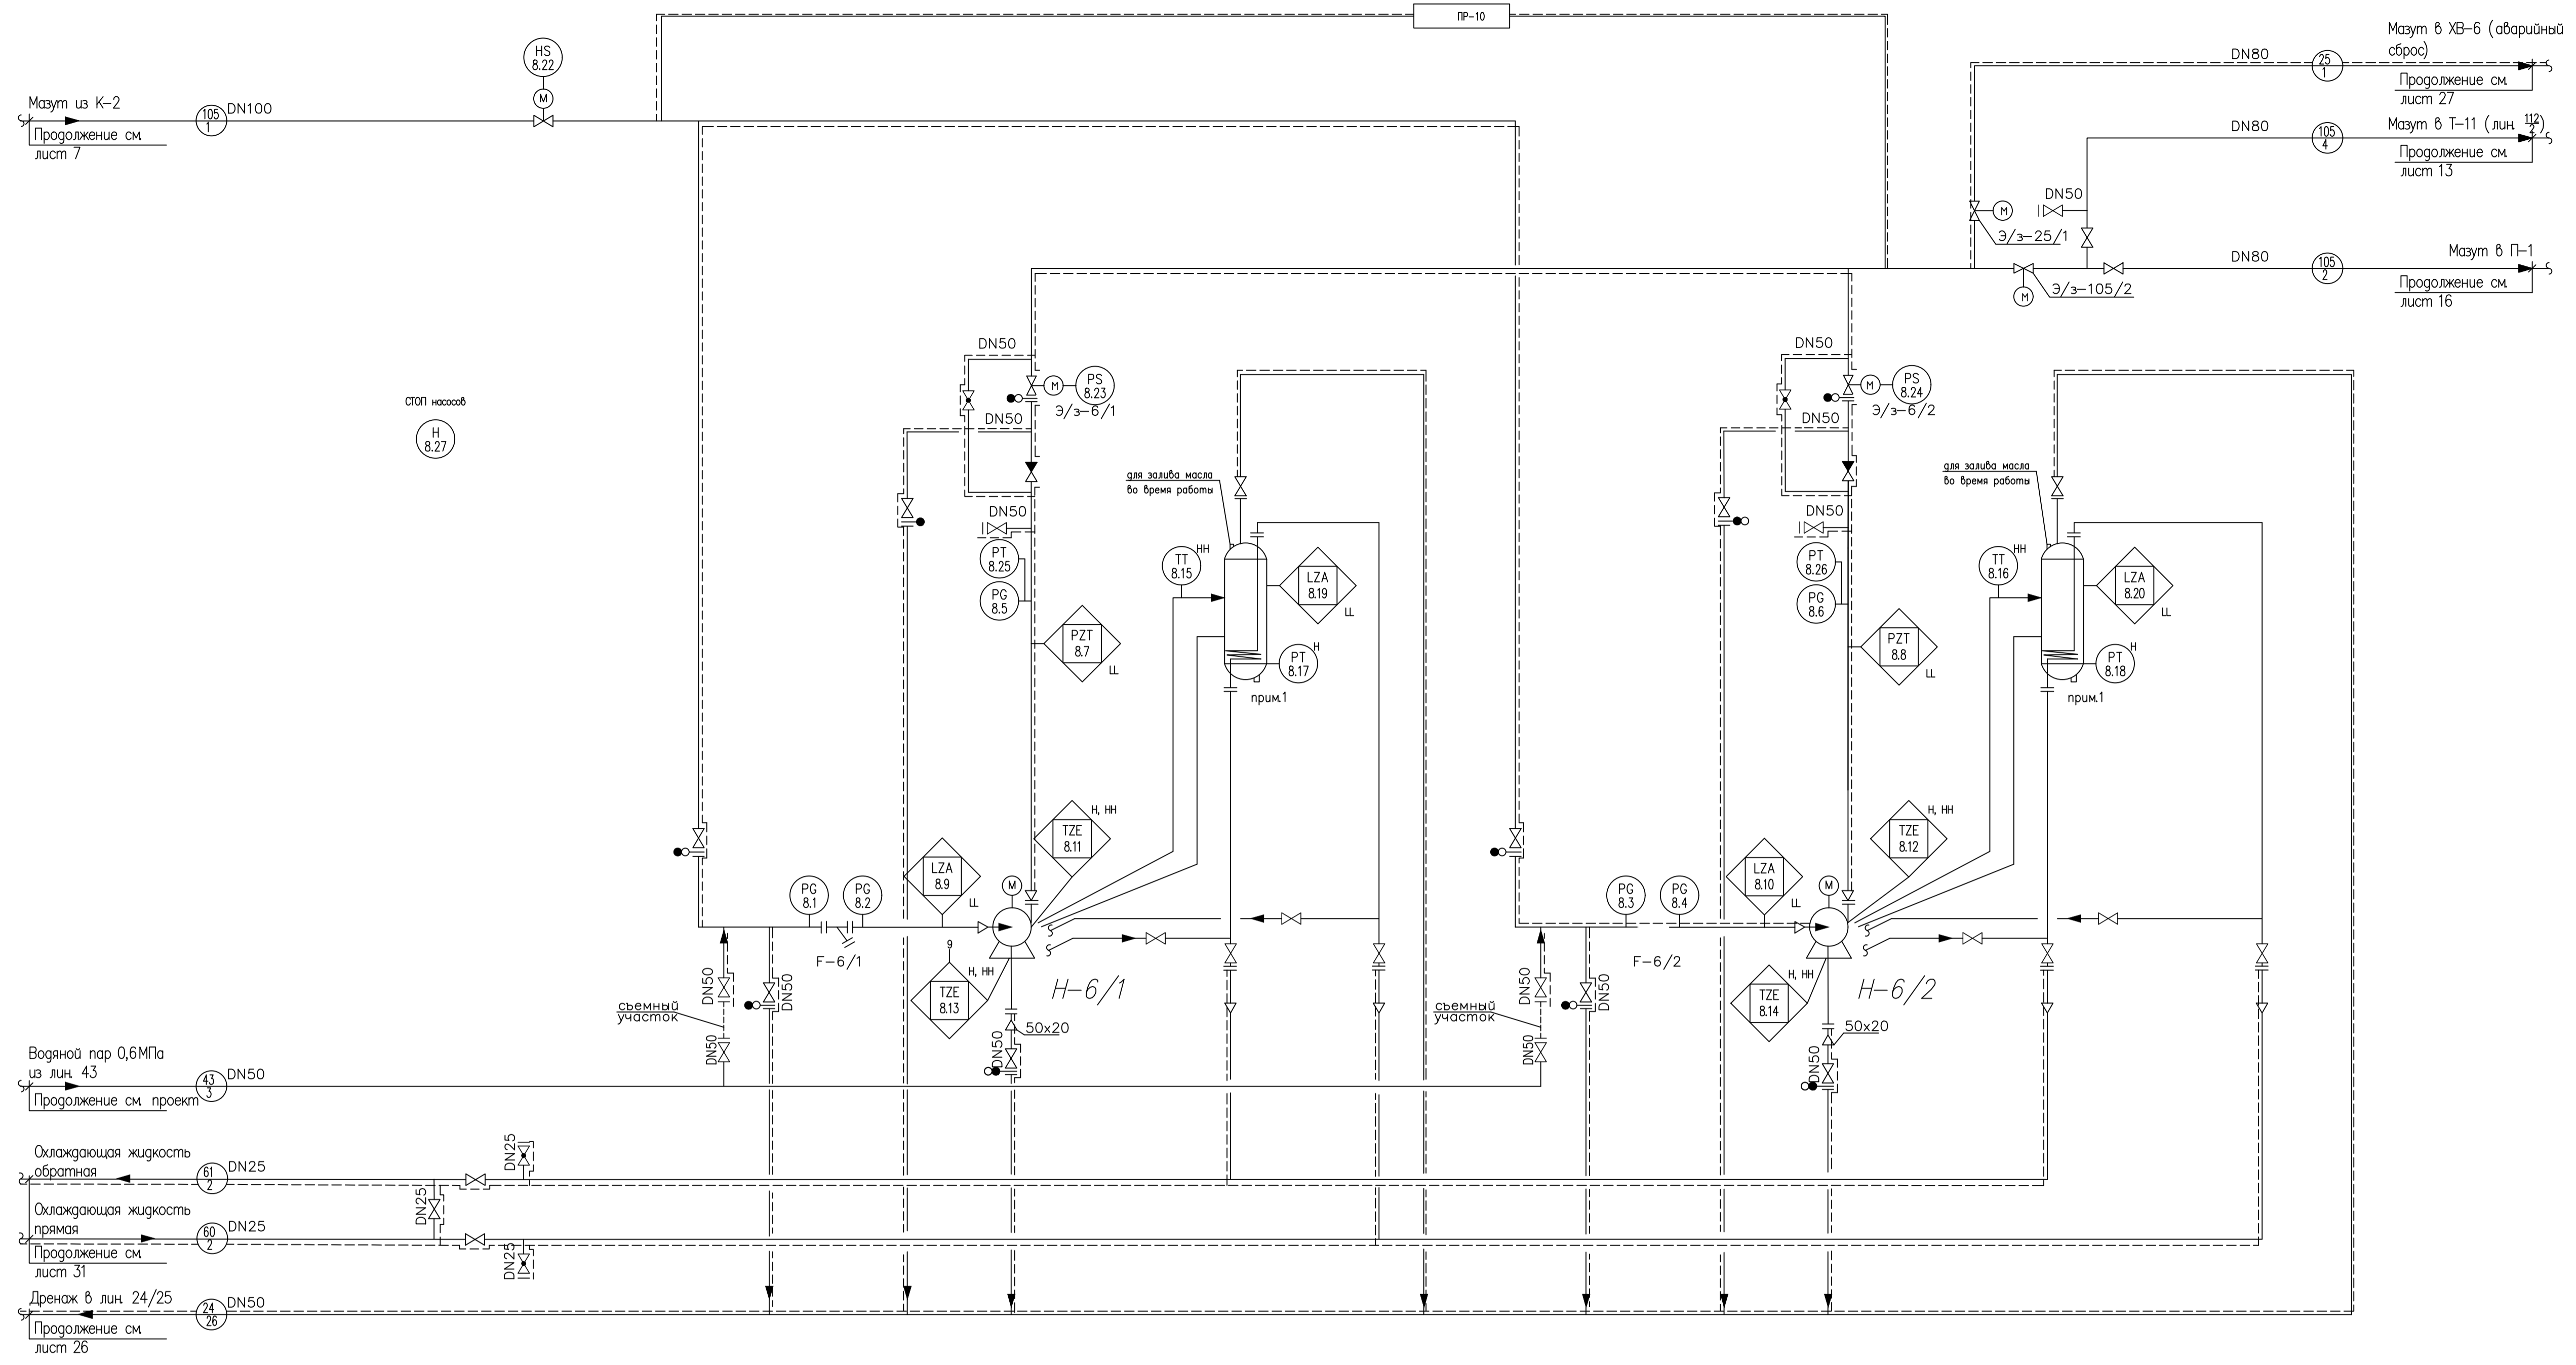 ПР-10
Мазут в ХВ-6 (аварийный
сброс)
DN80
25
1
Продолжение см.
лист 27
HS
8.22
M
Мазут из К-2
105
1
DN100
Продолжение см.
лист 7
DN80
105
4
Мазут в Т-11 (лин. 112
2)
Продолжение см.
лист 13
DN50
M
Э/з-25/1
DN80
105
2
Мазут в П-1
Продолжение см.
лист 16
M
Э/з-105/2
СТОП насосов
H
8.27
DN50
M
PS
8.23
Э/з-6/1
DN50
DN50
PT
8.25
PG
8.5
PZT
8.7
LL
для залива масла
во время работы
TT
8.15
HH
LZA
8.19
LL
PT
8.17
H
прим.1
DN50
M
PS
8.24
Э/з-6/2
DN50
DN50
PT
8.26
PG
8.6
PZT
8.8
LL
для залива масла
во время работы
TT
8.16
HH
LZA
8.20
LL
PT
8.18
H
прим.1
TZE
8.11
H, HH
LZA
8.9
LL
PG
8.1
PG
8.2
M
F-6/1
9
TZE
8.13
H, HH
Н-6/1
DN50
DN50
съемный
участок
DN50
50x20
DN50
TZE
8.12
H, HH
LZA
8.10
LL
PG
8.3
PG
8.4
M
F-6/2
TZE
8.14
H, HH
Н-6/2
DN50
DN50
съемный
участок
DN50
50x20
DN50
Водяной пар 0,6МПа
из лин. 43
43
3
DN50
Продолжение см. проект
Охлаждающая жидкость
обратная
61
2
DN25
DN25
DN25
Охлаждающая жидкость
прямая
60
2
DN25
DN25
Продолжение см.
лист 31
Дренаж в лин. 24/25
24
26
DN50
Продолжение см.
лист 26